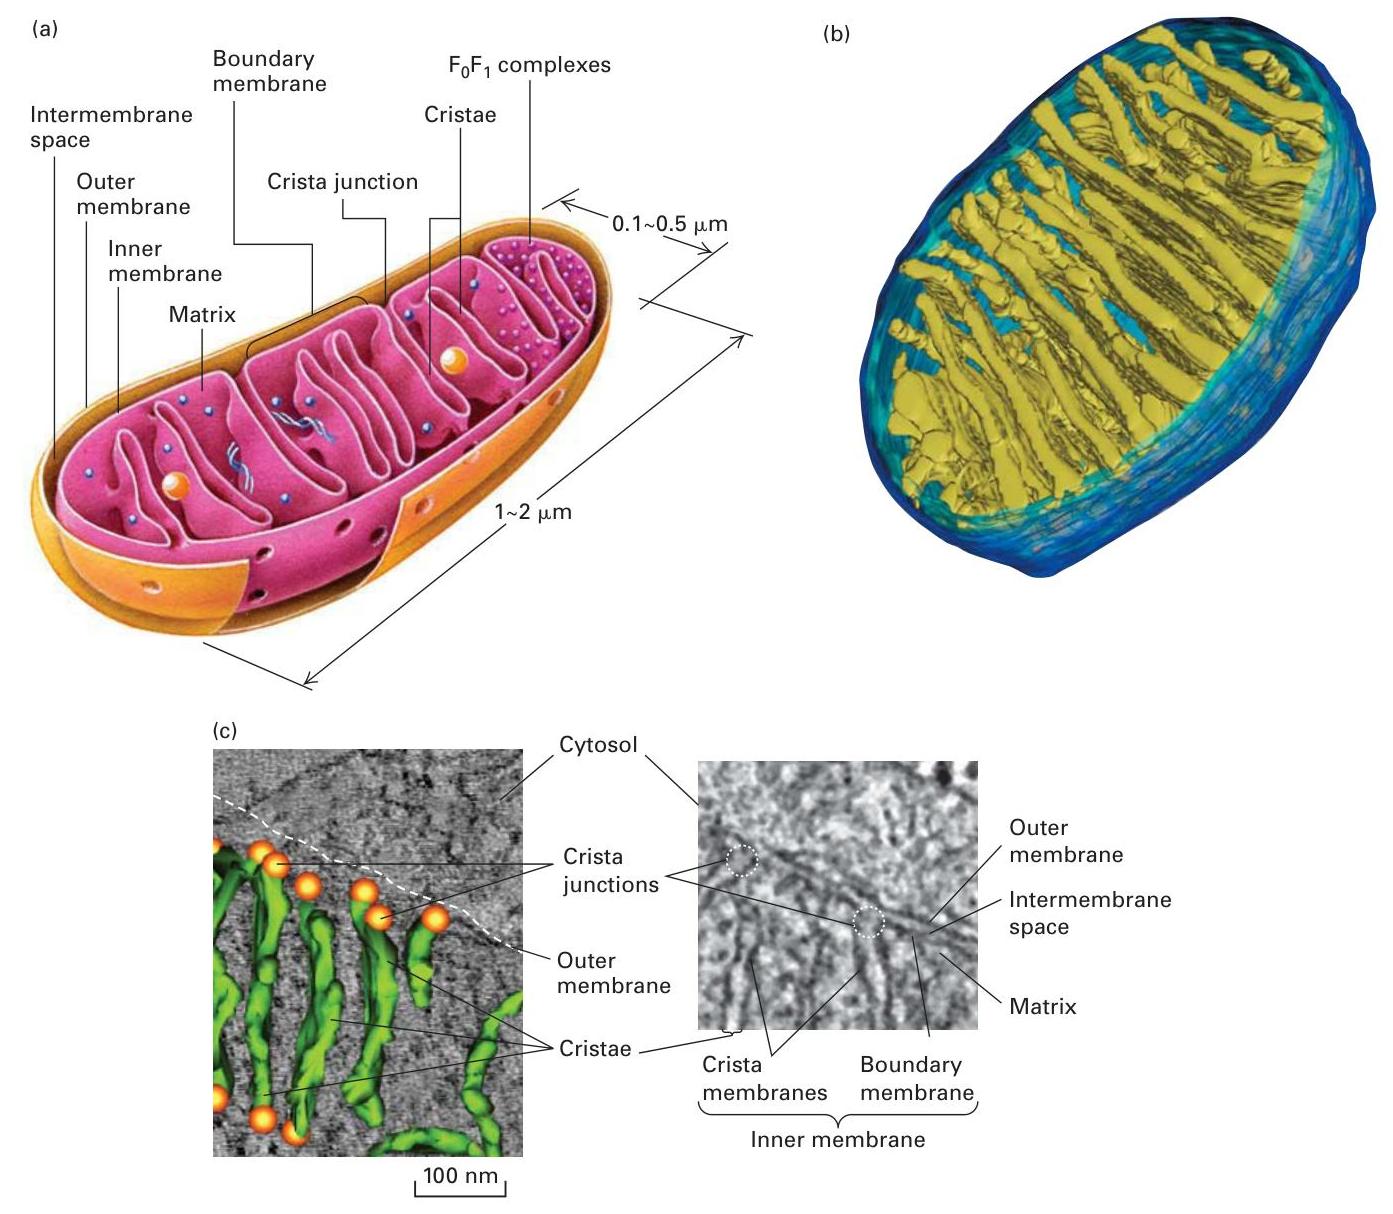 (a)
Boundary
membrane
F₀F₁ complexes
Intermembrane
space
Cristae
Outer
membrane
Crista junction
Inner
membrane
Matrix
0.1~0.5 μm
1~2 μm
(b)
(c)
Cytosol
Crista
junctions
Outer
membrane
Cristae
100 nm
Outer
membrane
Intermembrane
space
Matrix
Crista
membranes
Boundary
membrane
Inner membrane